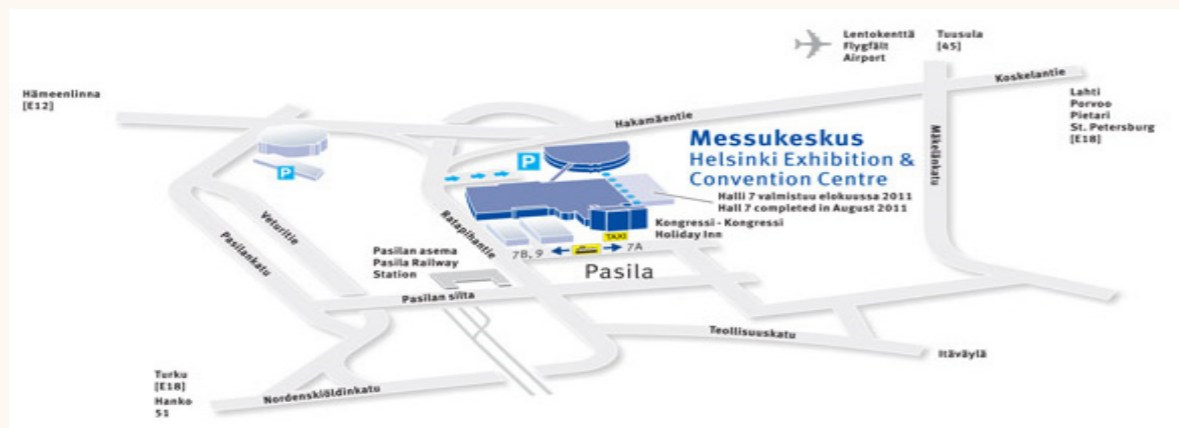 Lentokenttä
Flygfält
Airport
Tuusula
[45]
Koskelantie
Hämeenlinna
[E12]
Lahti
Porvoo
Pietari
St. Petersburg
[E18]
Hakamäentie
Mäkelänkatu
Messukeskus
Helsinki Exhibition &
Convention Centre
P
P
Halli 7 valmistuu elokuussa 2011
Hall 7 completed in August 2011
Kongressi - Kongressi
Holiday Inn
TAXI
7B, 9
7A
Veturitie
Pasilankatu
Ratapihantie
Pasilan asema
Pasila Railway
Station
Pasila
Pasilan silta
Teollisuuskatu
Itäväylä
Turku
[E18]
Hanko
51
Nordenskiöldinkatu